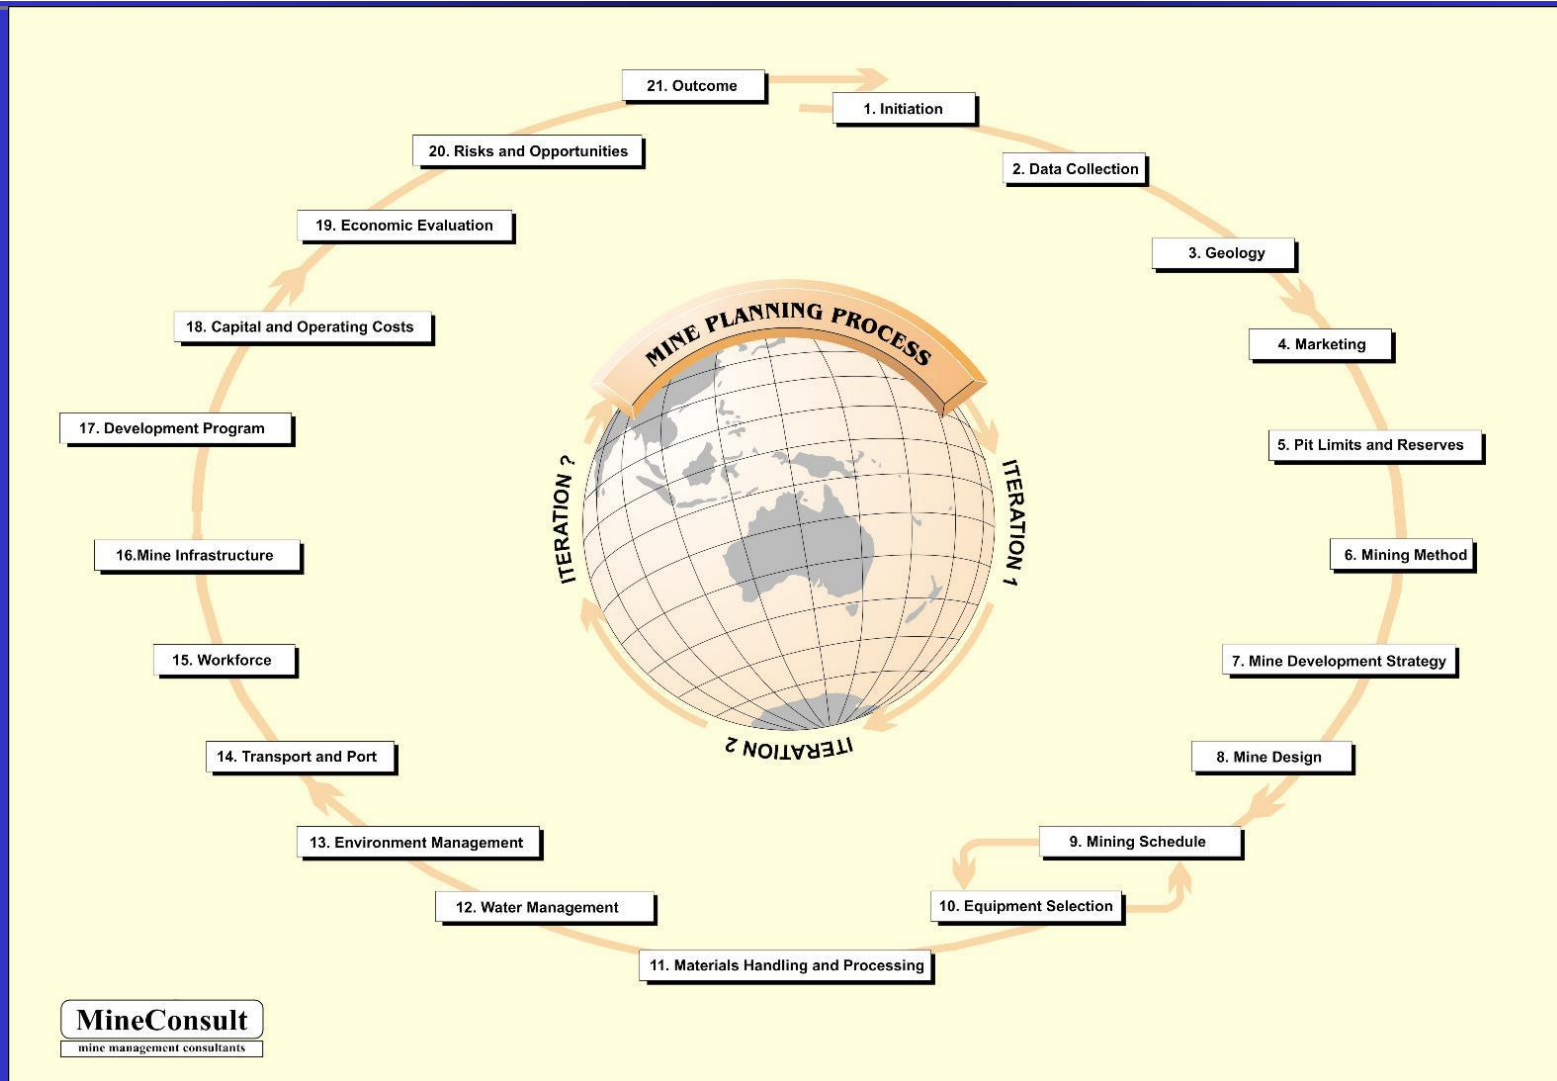 21. Outcome
1. Initiation
2. Data Collection
3. Geology
4. Marketing
5. Pit Limits and Reserves
6. Mining Method
7. Mine Development Strategy
8. Mine Design
9. Mining Schedule
10. Equipment Selection
11. Materials Handling and Processing
12. Water Management
13. Environment Management
14. Transport and Port
15. Workforce
16.Mine Infrastructure
17. Development Program
18. Capital and Operating Costs
19. Economic Evaluation
20. Risks and Opportunities
MINE PLANNING PROCESS
ITERATION 1
ITERATION 2
ITERATION ?
MineConsult
mine management consultants